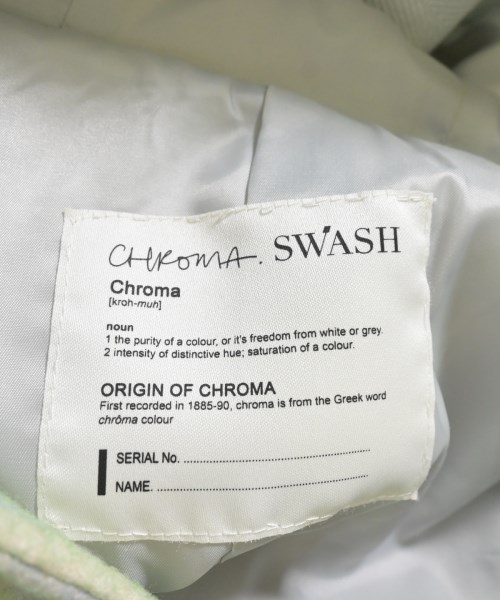 CHROMA. SWASH
Chroma
[kroh-muh]
noun
1 the purity of a colour, or it's freedom from white or grey.
2 intensity of distinctive hue; saturation of a colour.
ORIGIN OF CHROMA
First recorded in 1885-90, chroma is from the Greek word
chrôma colour
SERIAL No. ................................................
NAME. ......................................................